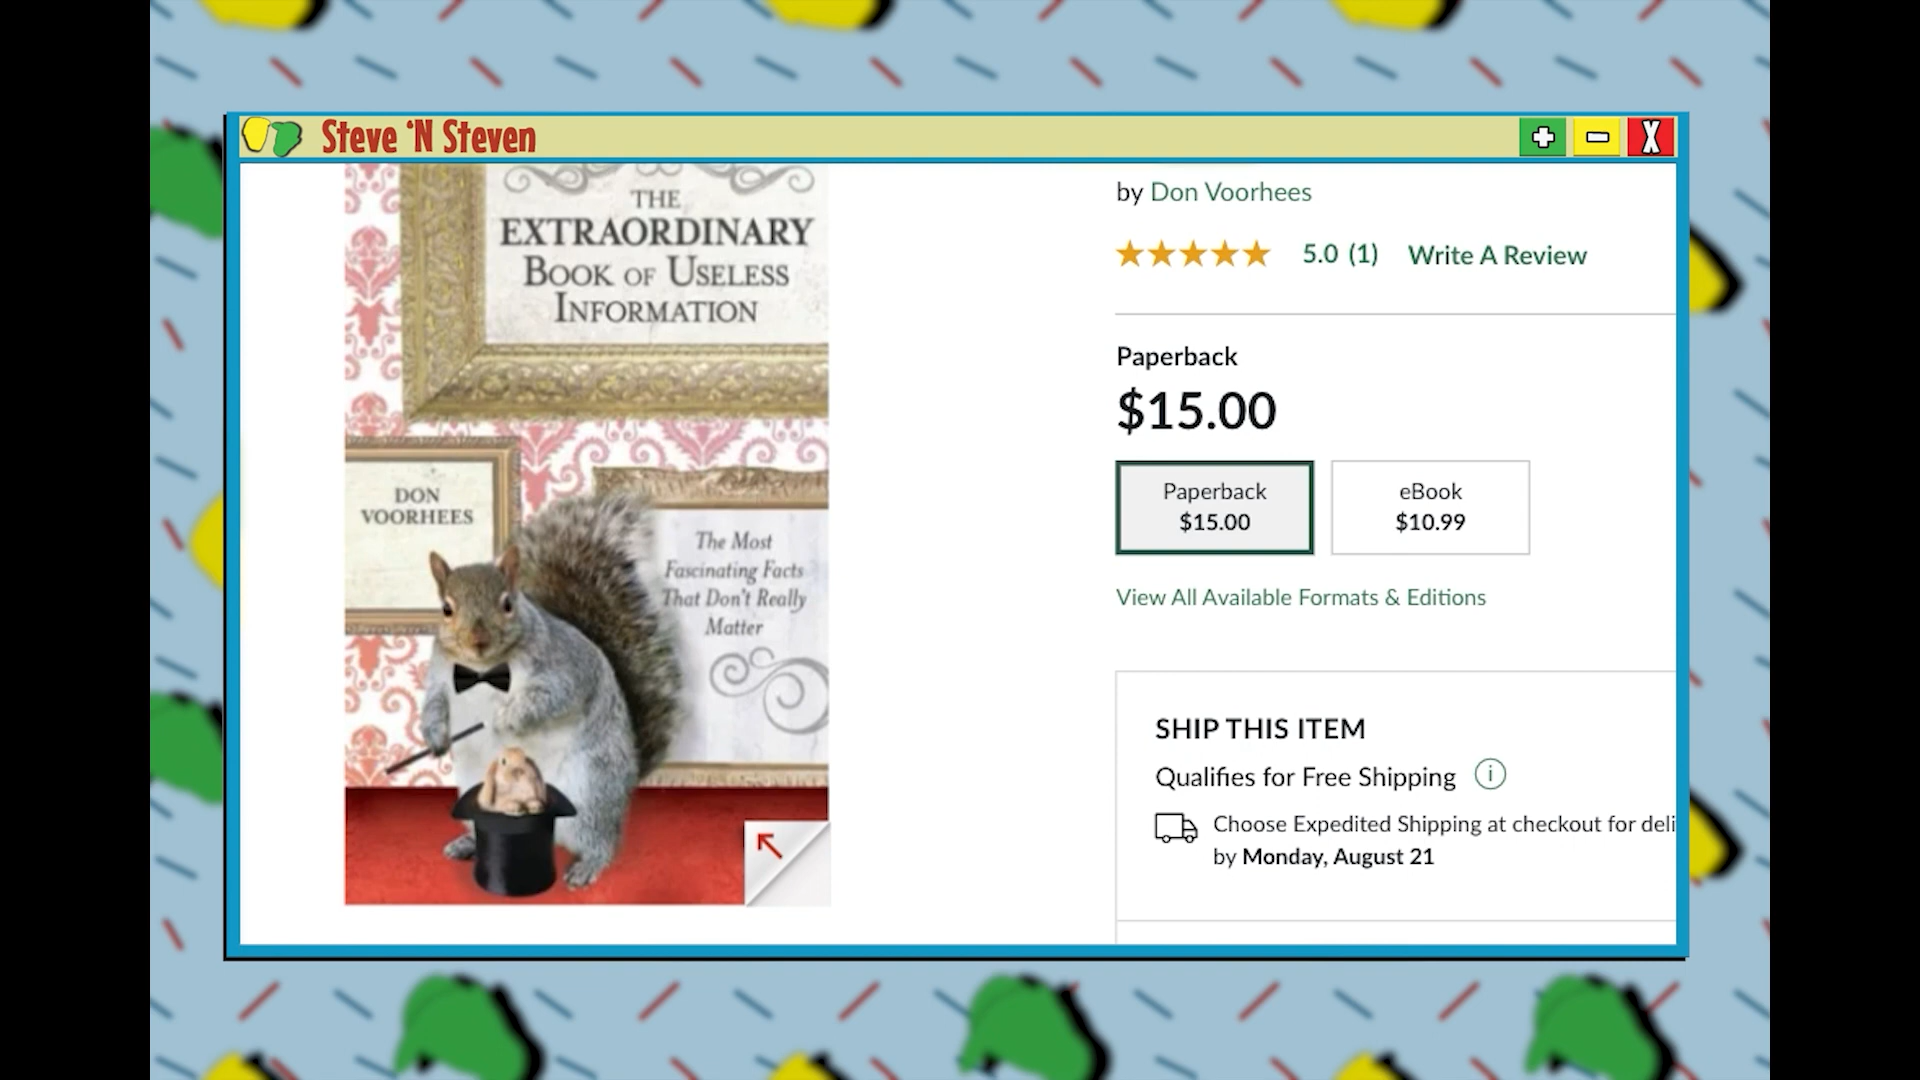 Steve 'N Steven
X
THE
EXTRAORDINARY
BOOK OF USELESS
INFORMATION
DON
VOORHEES
The Most
Fascinating Facts
That Don't Really
Matter
by Don Voorhees
5.0 (1) Write A Review
Paperback
$15.00
Paperback eBook
$15.00 $10.99
View All Available Formats & Editions
SHIP THIS ITEM
Qualifies for Free Shipping
Choose Expedited Shipping at checkout for deli
by Monday, August 21